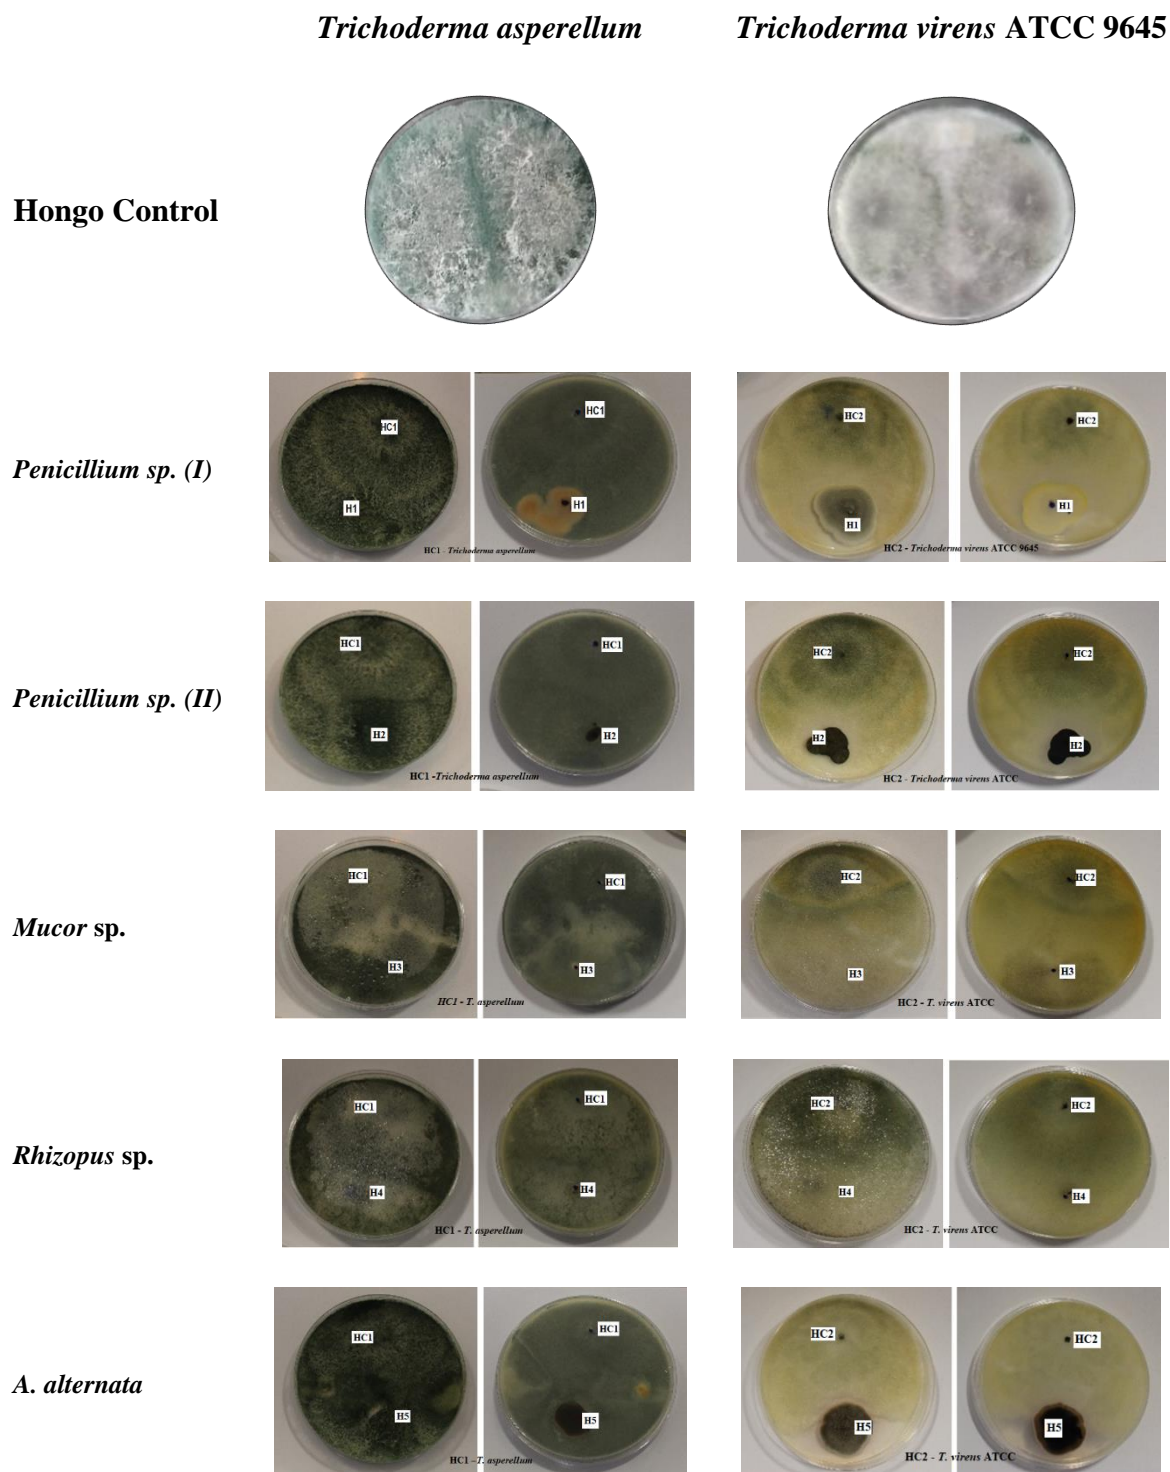 Trichoderma asperellum
Trichoderma virens ATCC 9645
Hongo Control
Penicillium sp. (I)
HC1
H1
HC1
H1
HC1 - Trichoderma asperellum
HC2
H1
HC2
H1
HC2 - Trichoderma virens ATCC 9645
Penicillium sp. (II)
HC1
H2
HC1
H2
HC1 -Trichoderma asperellum
HC2
H2
HC2
H2
HC2 - Trichoderma virens ATCC
Mucor sp.
HC1
H3
HC1
H3
HC1 - T. asperellum
HC2
H3
HC2
H3
HC2 - T. virens ATCC
Rhizopus sp.
HC1
H4
HC1
H4
HC1 - T. asperellum
HC2
H4
HC2
H4
HC2 - T. virens ATCC
A. alternata
HC1
H5
HC1
H5
HC1 –T. asperellum
HC2
H5
HC2
H5
HC2 - T. virens ATCC